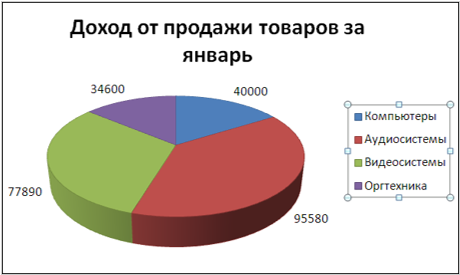 Доход от продажи товаров за
январь
34600
40000
77890
95580
Компьютеры
Аудиосистемы
Видеосистемы
Оргтехника